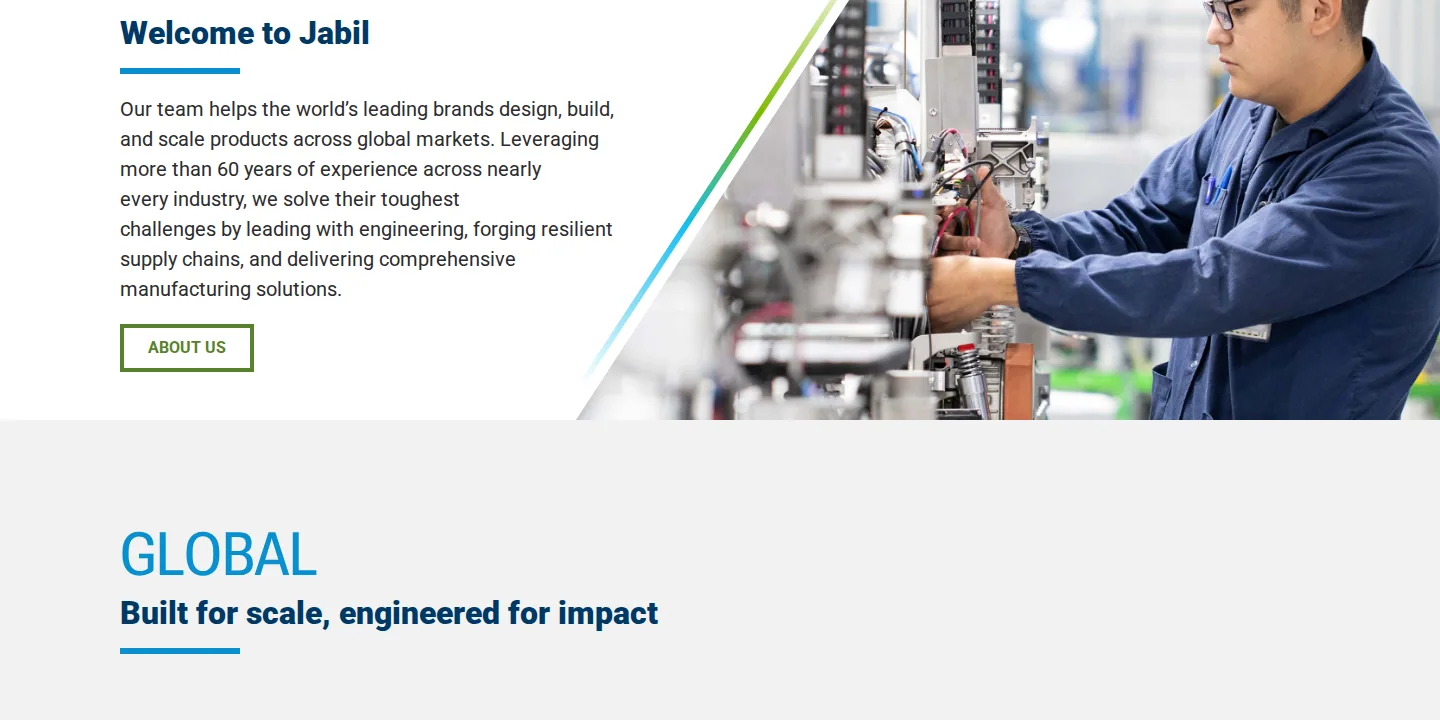 Welcome to Jabil
Our team helps the world’s leading brands design, build,
and scale products across global markets. Leveraging
more than 60 years of experience across nearly
every industry, we solve their toughest
challenges by leading with engineering, forging resilient
supply chains, and delivering comprehensive
manufacturing solutions.
ABOUT US
GLOBAL
Built for scale, engineered for impact